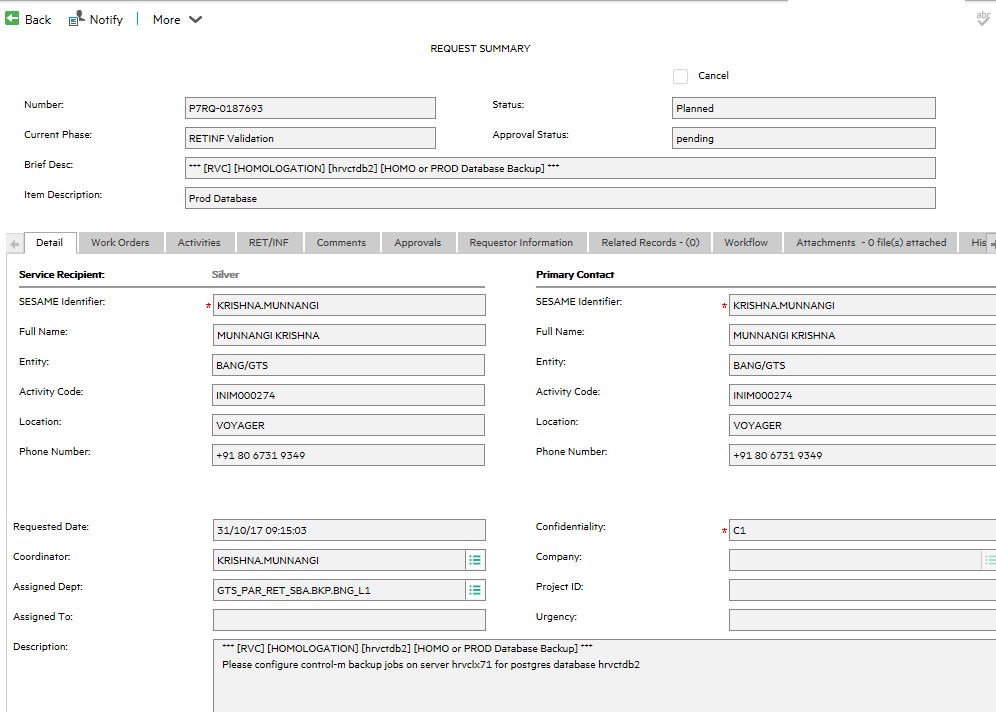 Back Notify | More
abc
REQUEST SUMMARY
Cancel
Number: P7RQ-0187693 Status: Planned
Current Phase: RETINF Validation Approval Status: pending
Brief Desc: *** [RVC] [HOMOLOGATION] [hrvctdb2] [HOMO or PROD Database Backup] ***
Item Description: Prod Database
Detail Work Orders Activities RET/INF Comments Approvals Requestor Information Related Records - (0) Workflow Attachments - 0 file(s) attached His
Service Recipient: Silver Primary Contact
SESAME Identifier: * KRISHNA.MUNNANGI SESAME Identifier: * KRISHNA.MUNNANGI
Full Name: MUNNANGI KRISHNA Full Name: MUNNANGI KRISHNA
Entity: BANG/GTS Entity: BANG/GTS
Activity Code: INIM000274 Activity Code: INIM000274
Location: VOYAGER Location: VOYAGER
Phone Number: +91 80 6731 9349 Phone Number: +91 80 6731 9349
Requested Date: 31/10/17 09:15:03 Confidentiality: * C1
Coordinator: KRISHNA.MUNNANGI Company:
Assigned Dept: GTS_PAR_RET_SBA.BKP.BNG_L1 Project ID:
Assigned To: Urgency:
Description: *** [RVC] [HOMOLOGATION] [hrvctdb2] [HOMO or PROD Database Backup] ***
Please configure control-m backup jobs on server hrvclx71 for postgres database hrvctdb2